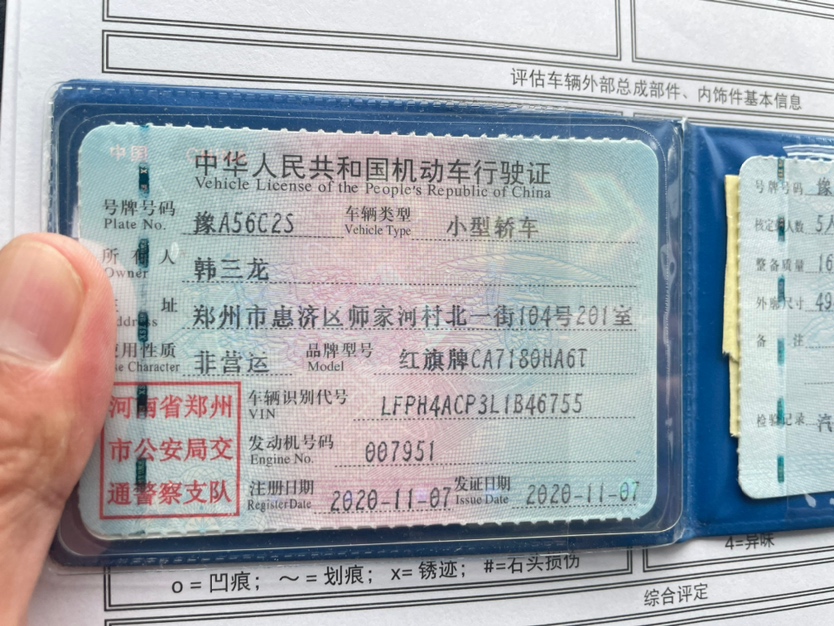 评估车辆外部总成部件、内饰件基本信息
中华人民共和国机动车行驶证
Vehicle License of the People's Republic of China
号牌号码 豫A56C2S 车辆类型 小型轿车
Plate No. Vehicle Type
所有人 韩三龙
Owner
址 郑州市惠济区师家河村北一街104号201室
address
用性质 非营运 品牌型号 红旗牌CA7180HA6T
se Character Model
河南省郑州
市公安局交
通警察支队
车辆识别代号 LFPH4ACP3L1B46755
VIN
发动机号码 007951
Engine No.
注册日期 2020-11-07 发证日期 2020-11-07
Register Date Issue Date
号牌号码 豫
核定 人数 5人
整备质量 16
外廓尺寸 49
备 注
检验记录 汽
4=异味
o = 凹痕; ～ = 划痕; x= 锈迹; #=石头损伤
综合评定